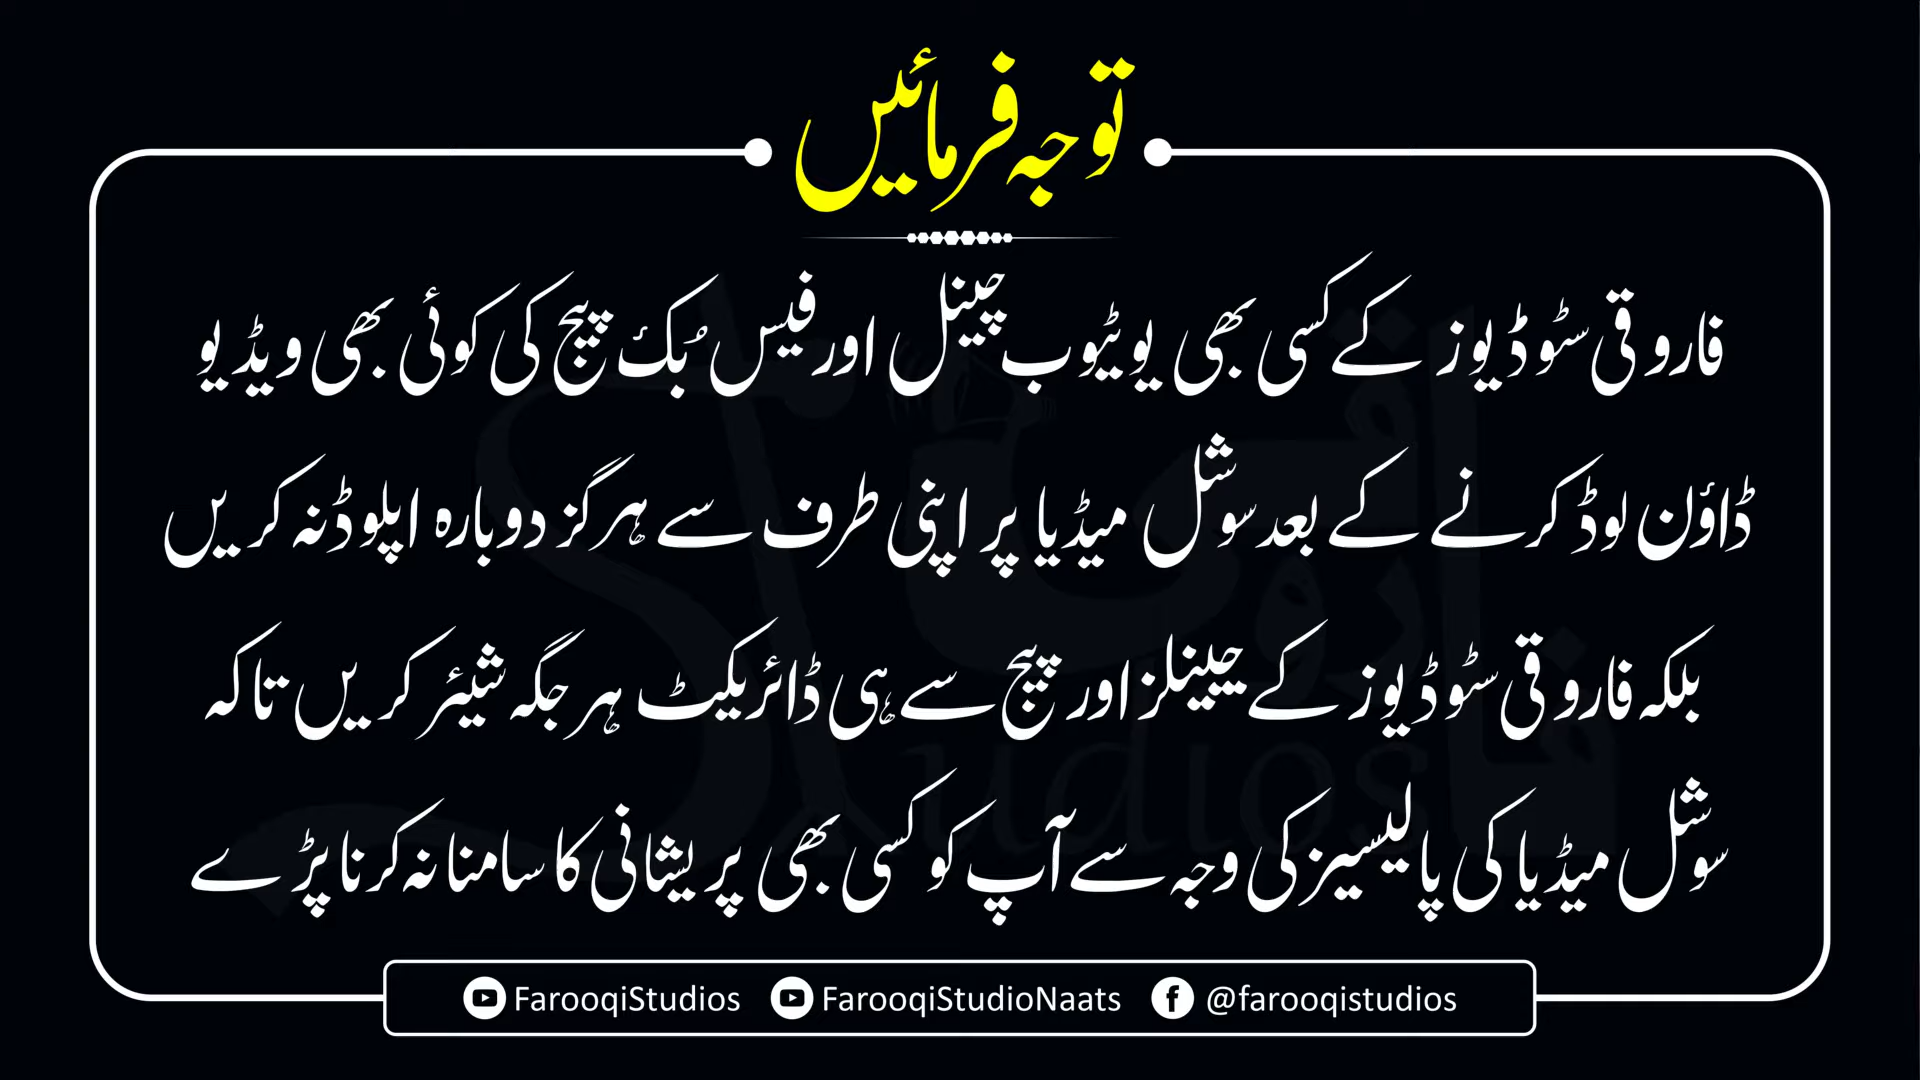 توجہ فرمائیں
فاروقی سٹوڈیوز کے کسی بھی یوٹیوب چینل اور فیس بُک پیج کی کوئی بھی ویڈیو
ڈاؤن لوڈ کرنے کے بعد سوشل میڈیا پر اپنی طرف سے ہرگز دوبارہ اپلوڈ نہ کریں
بلکہ فاروقی سٹوڈیوز کے چینلز اور پیج سے ہی ڈائریکٹ ہر جگہ شیئر کریں تاکہ
سوشل میڈیا کی پالیسیز کی وجہ سے آپ کو کسی بھی پریشانی کا سامنا نہ کرنا پڑے
FarooqiStudios FarooqiStudioNaats @farooqistudios
فاروقی Studios